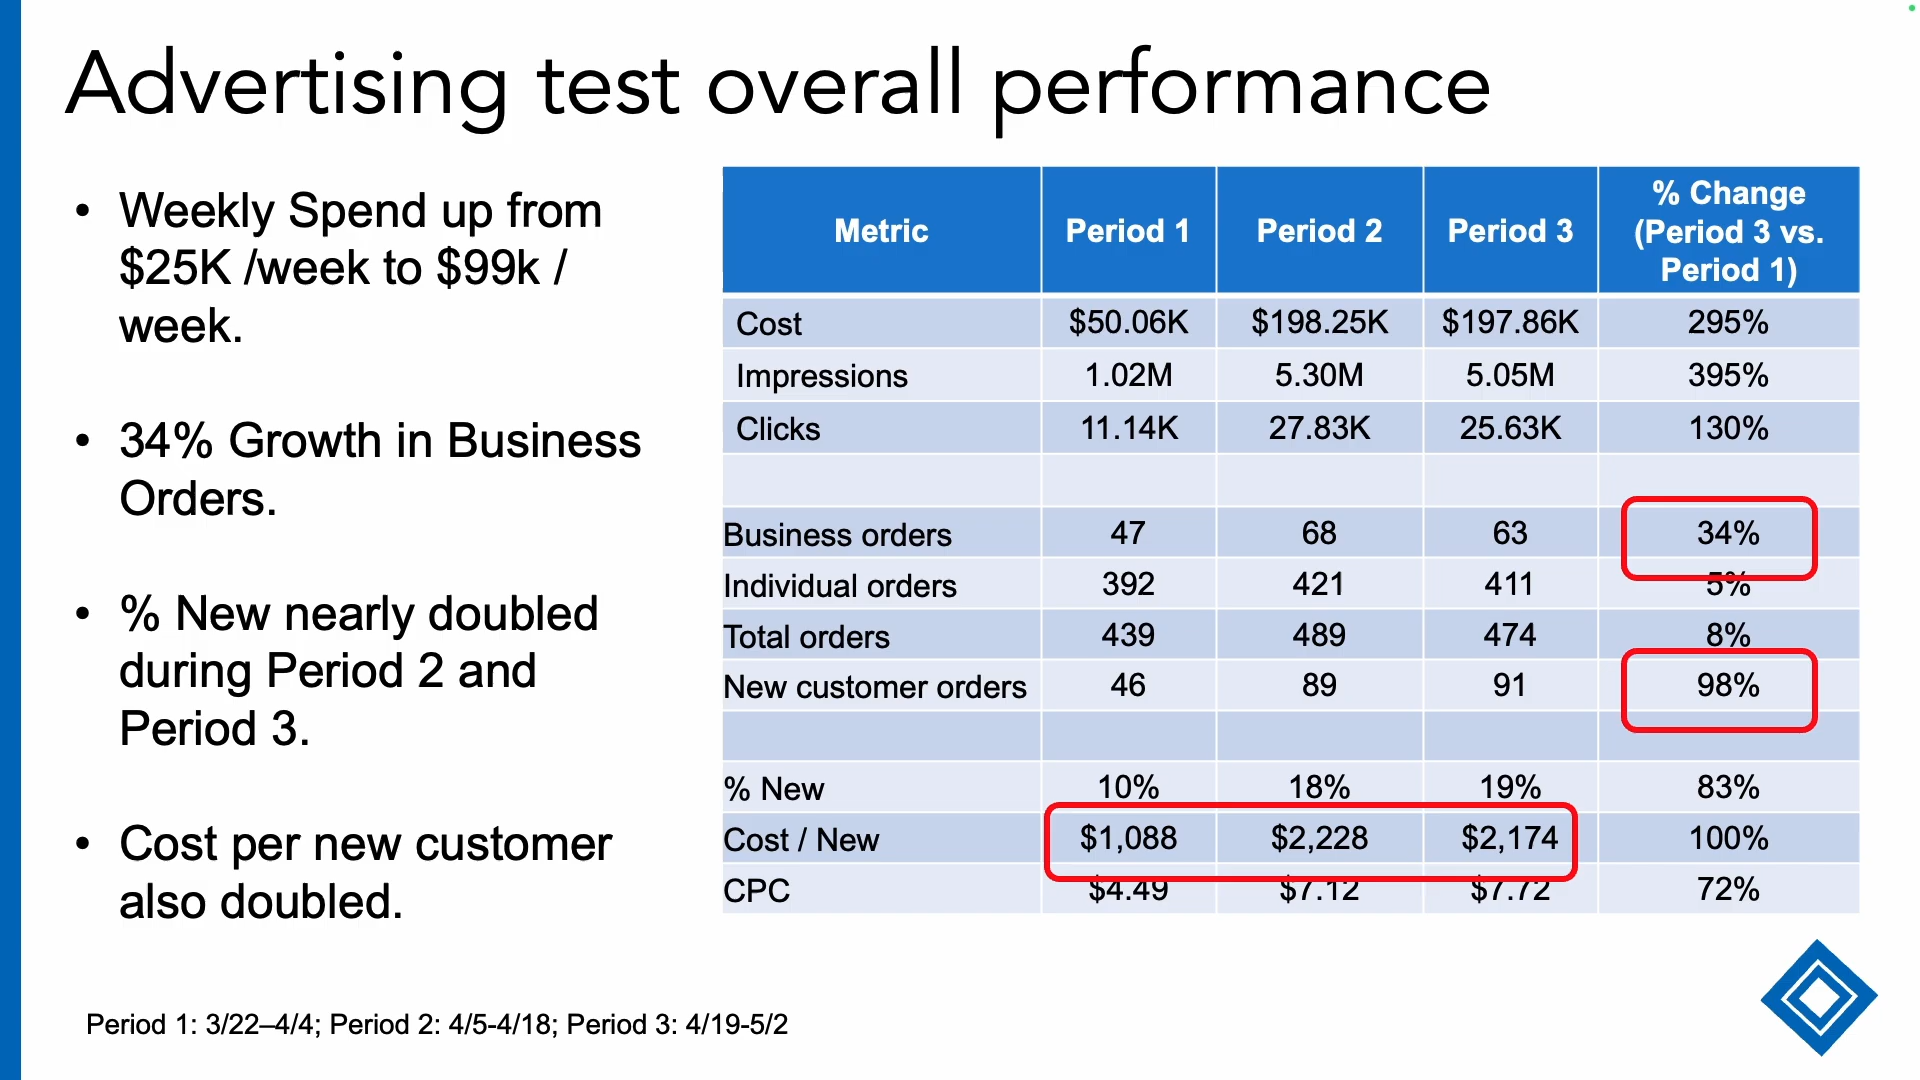 Advertising test overall performance
• Weekly Spend up from
$25K /week to $99k /
week.
• 34% Growth in Business
Orders.
• % New nearly doubled
during Period 2 and
Period 3.
• Cost per new customer
also doubled.
Metric Period 1 Period 2 Period 3 % Change
(Period 3 vs.
Period 1)
Cost $50.06K $198.25K $197.86K 295%
Impressions 1.02M 5.30M 5.05M 395%
Clicks 11.14K 27.83K 25.63K 130%
Business orders 47 68 63 34%
Individual orders 392 421 411 5%
Total orders 439 489 474 8%
New customer orders 46 89 91 98%
% New 10% 18% 19% 83%
Cost / New $1,088 $2,228 $2,174 100%
CPC $4.49 $7.12 $7.72 72%
Period 1: 3/22–4/4; Period 2: 4/5-4/18; Period 3: 4/19-5/2